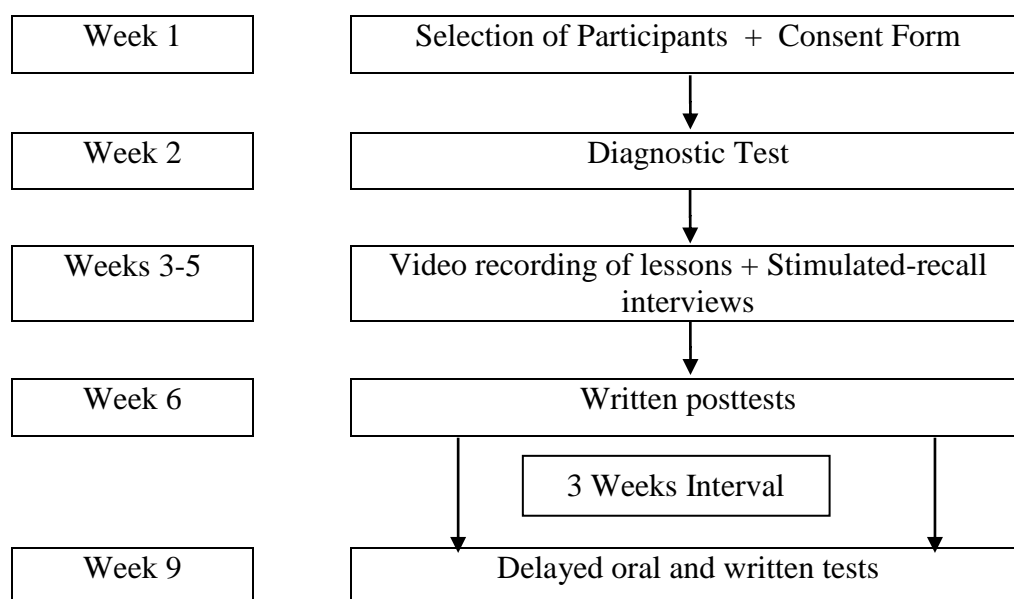 Week 1
Selection of Participants + Consent Form
Week 2
Diagnostic Test
Weeks 3-5
Video recording of lessons + Stimulated-recall
interviews
Week 6
Written posttests
3 Weeks Interval
Week 9
Delayed oral and written tests